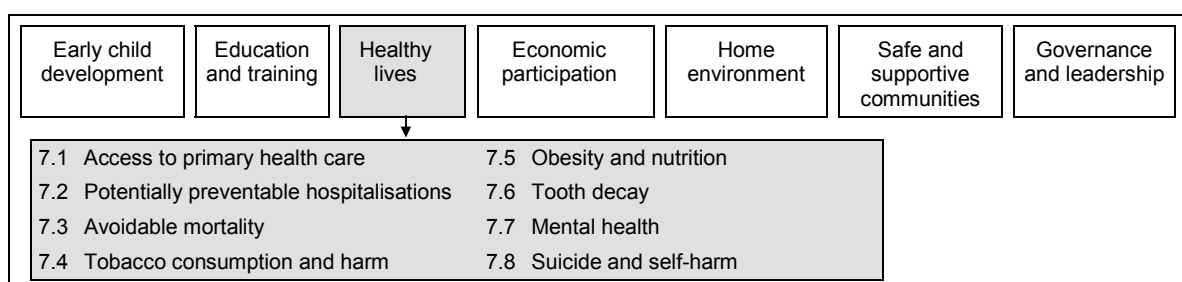 Early child
development
Education
and training
Healthy
lives
Economic
participation
Home
environment
Safe and
supportive
communities
Governance
and leadership
7.1 Access to primary health care
7.2 Potentially preventable hospitalisations
7.3 Avoidable mortality
7.4 Tobacco consumption and harm
7.5 Obesity and nutrition
7.6 Tooth decay
7.7 Mental health
7.8 Suicide and self-harm